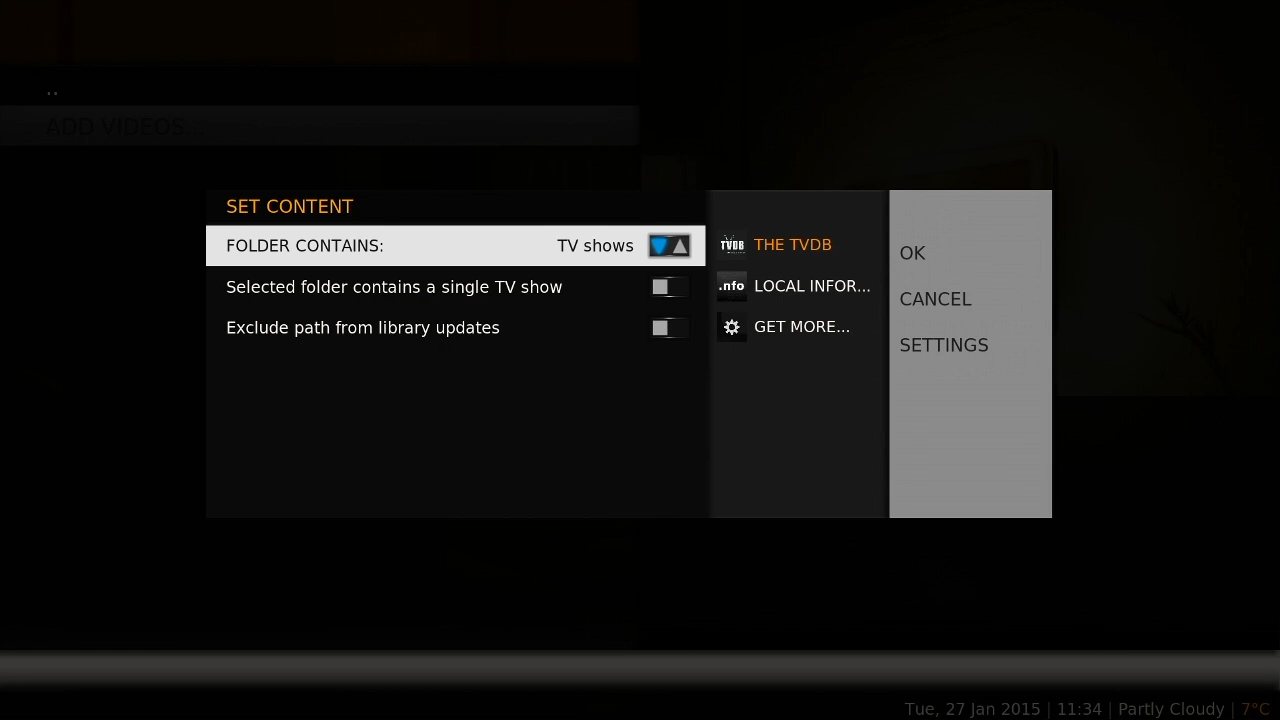 ..
ADD VIDEOS...
SET CONTENT
FOLDER CONTAINS: TV shows
Selected folder contains a single TV show
Exclude path from library updates
TVDB THE TVDB
.nfo LOCAL INFOR...
GET MORE...
OK
CANCEL
SETTINGS
Tue, 27 Jan 2015 | 11:34 | Partly Cloudy | 7°C